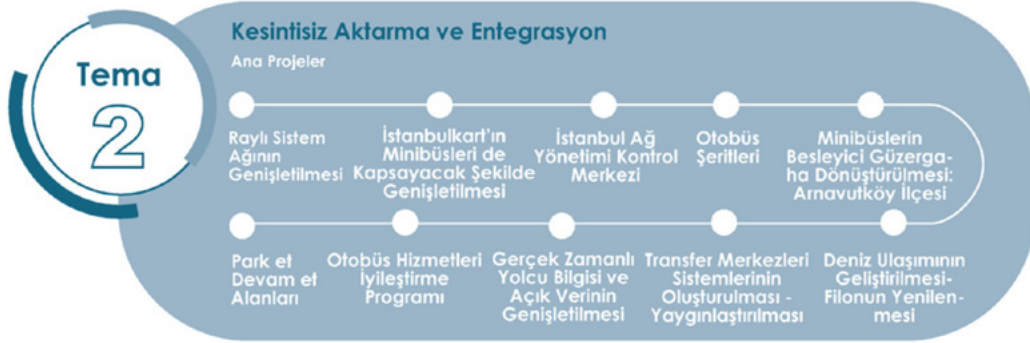 Tema
2
Kesintisiz Aktarma ve Entegrasyon
Ana Projeler
Raylı Sistem
Ağının
Genişletilmesi
İstanbulkart'ın
Minibüsleri de
Kapsayacak Şekilde
Genişletilmesi
İstanbul Ağ
Yönetimi Kontrol
Merkezi
Otobüs
Şeritleri
Minibüslerin
Besleyici Güzerga-
ha Dönüştürülmesi:
Arnavutköy İlçesi
Park et
Devam et
Alanları
Otobüs Hizmetleri
İyileştirme
Programı
Gerçek Zamanlı
Yolcu Bilgisi ve
Açık Verinin
Genişletilmesi
Transfer Merkezleri
Sistemlerinin
Oluşturulması -
Yaygınlaştırılması
Deniz Ulaşımının
Geliştirilmesi-
Filonun Yenilen-
mesi